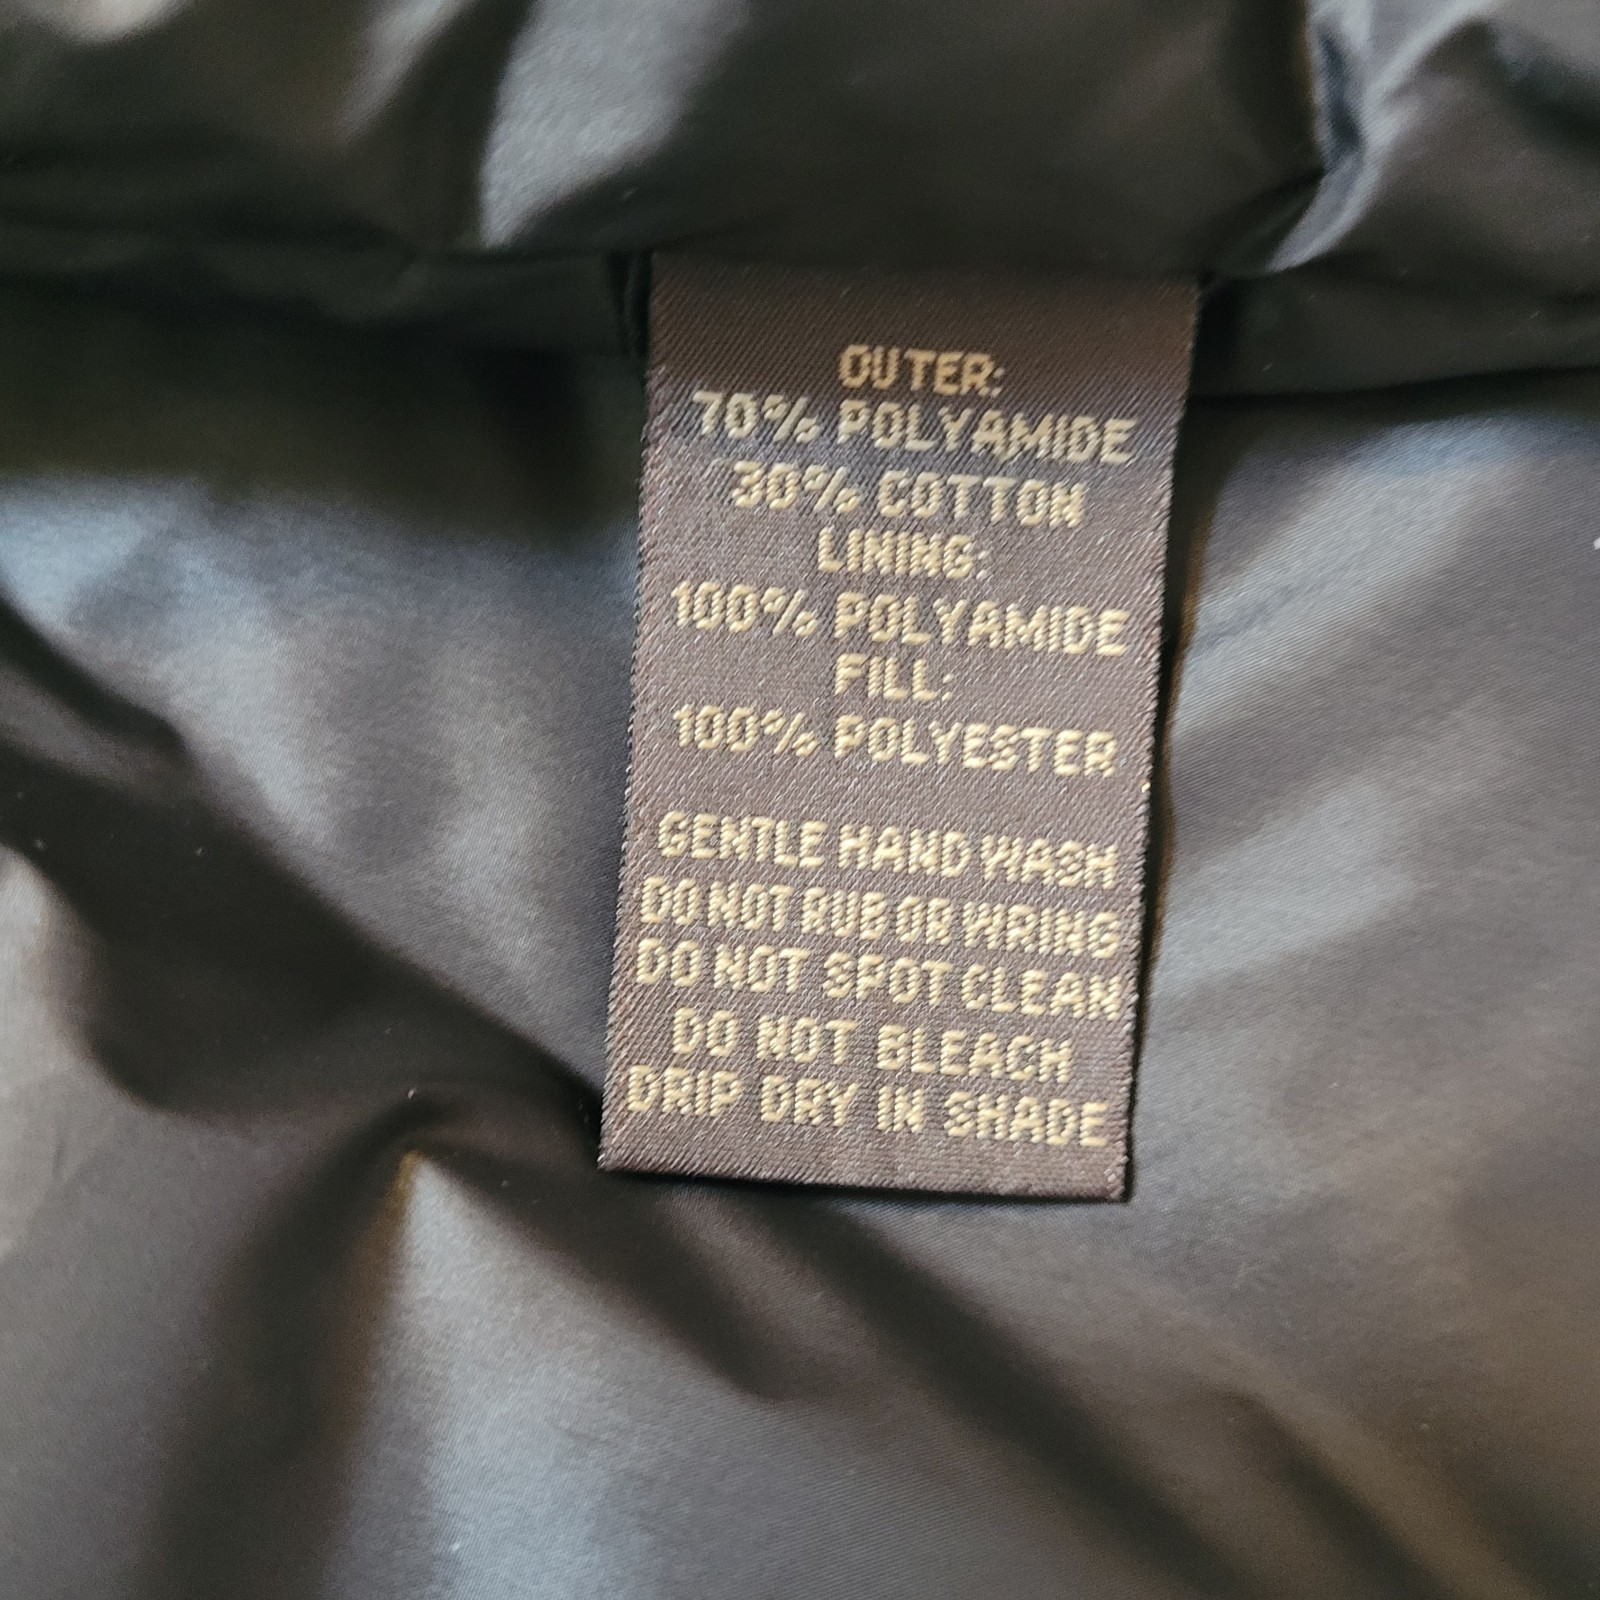 OUTER:
70% POLYAMIDE
30% COTTON
LINING:
100% POLYAMIDE
FILL:
100% POLYESTER
GENTLE HAND WASH
DO NOT RUB OR WRING
DO NOT SPOT CLEAN
DO NOT BLEACH
DRIP DRY IN SHADE